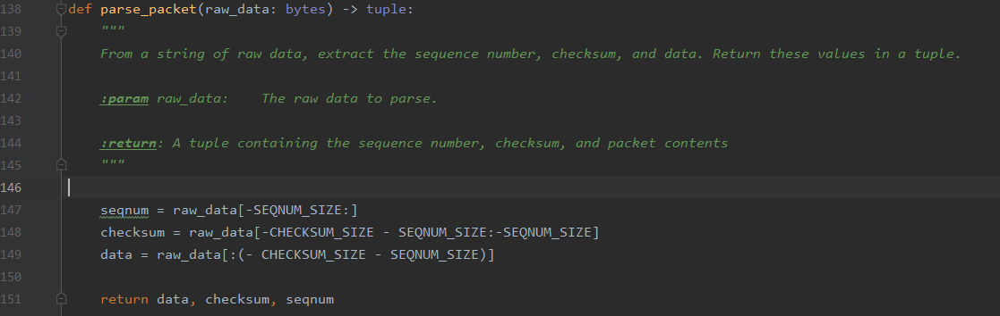 138 def parse_packet(raw_data: bytes) -> tuple:
139 """
140 From a string of raw data, extract the sequence number, checksum, and data. Return these values in a tuple.
141
142 :param raw_data: The raw data to parse.
143
144 :return: A tuple containing the sequence number, checksum, and packet contents
145 """
146
147 seqnum = raw_data[-SEQNUM_SIZE:]
148 checksum = raw_data[-CHECKSUM_SIZE - SEQNUM_SIZE:-SEQNUM_SIZE]
149 data = raw_data[:(- CHECKSUM_SIZE - SEQNUM_SIZE)]
150
151 return data, checksum, seqnum